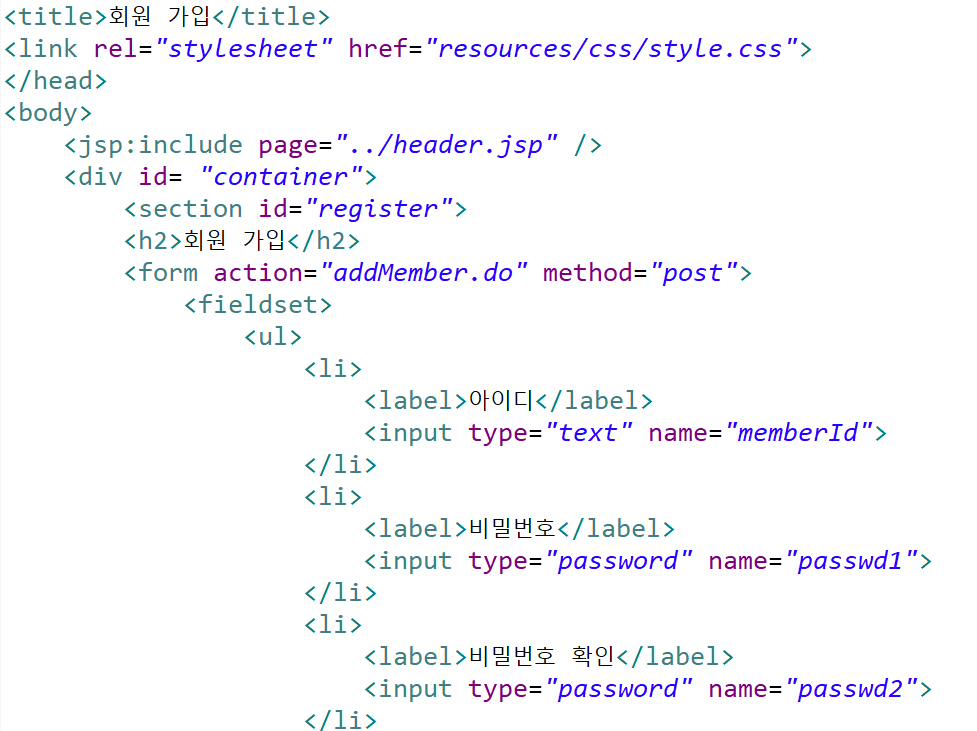 <title>회원 가입</title>
<link rel="stylesheet" href="resources/css/style.css">
</head>
<body>
    <jsp:include page="../header.jsp" />
    <div id= "container">
        <section id="register">
        <h2>회원 가입</h2>
        <form action="addMember.do" method="post">
            <fieldset>
                <ul>
                    <li>
                        <label>아이디</label>
                        <input type="text" name="memberId">
                    </li>
                    <li>
                        <label>비밀번호</label>
                        <input type="password" name="passwd1">
                    </li>
                    <li>
                        <label>비밀번호 확인</label>
                        <input type="password" name="passwd2">
                    </li>